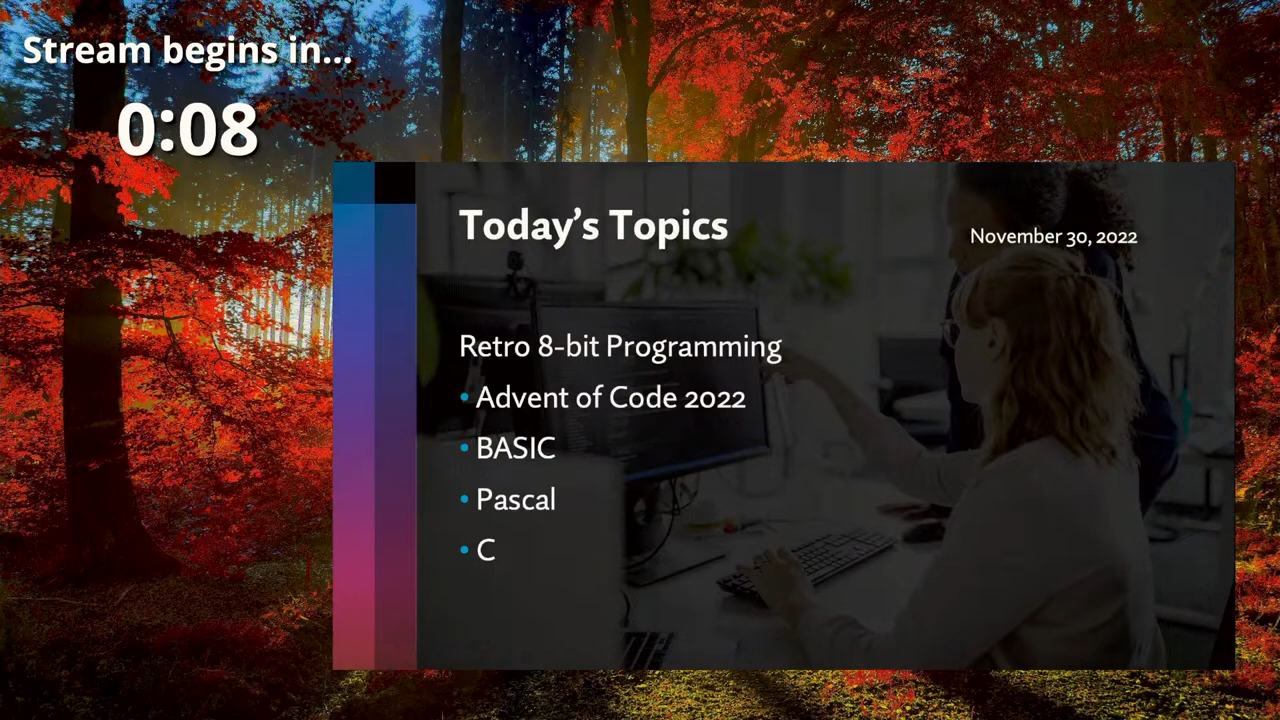 Stream begins in...
0:08
Today's Topics
November 30, 2022
Retro 8-bit Programming
• Advent of Code 2022
• BASIC
• Pascal
• C